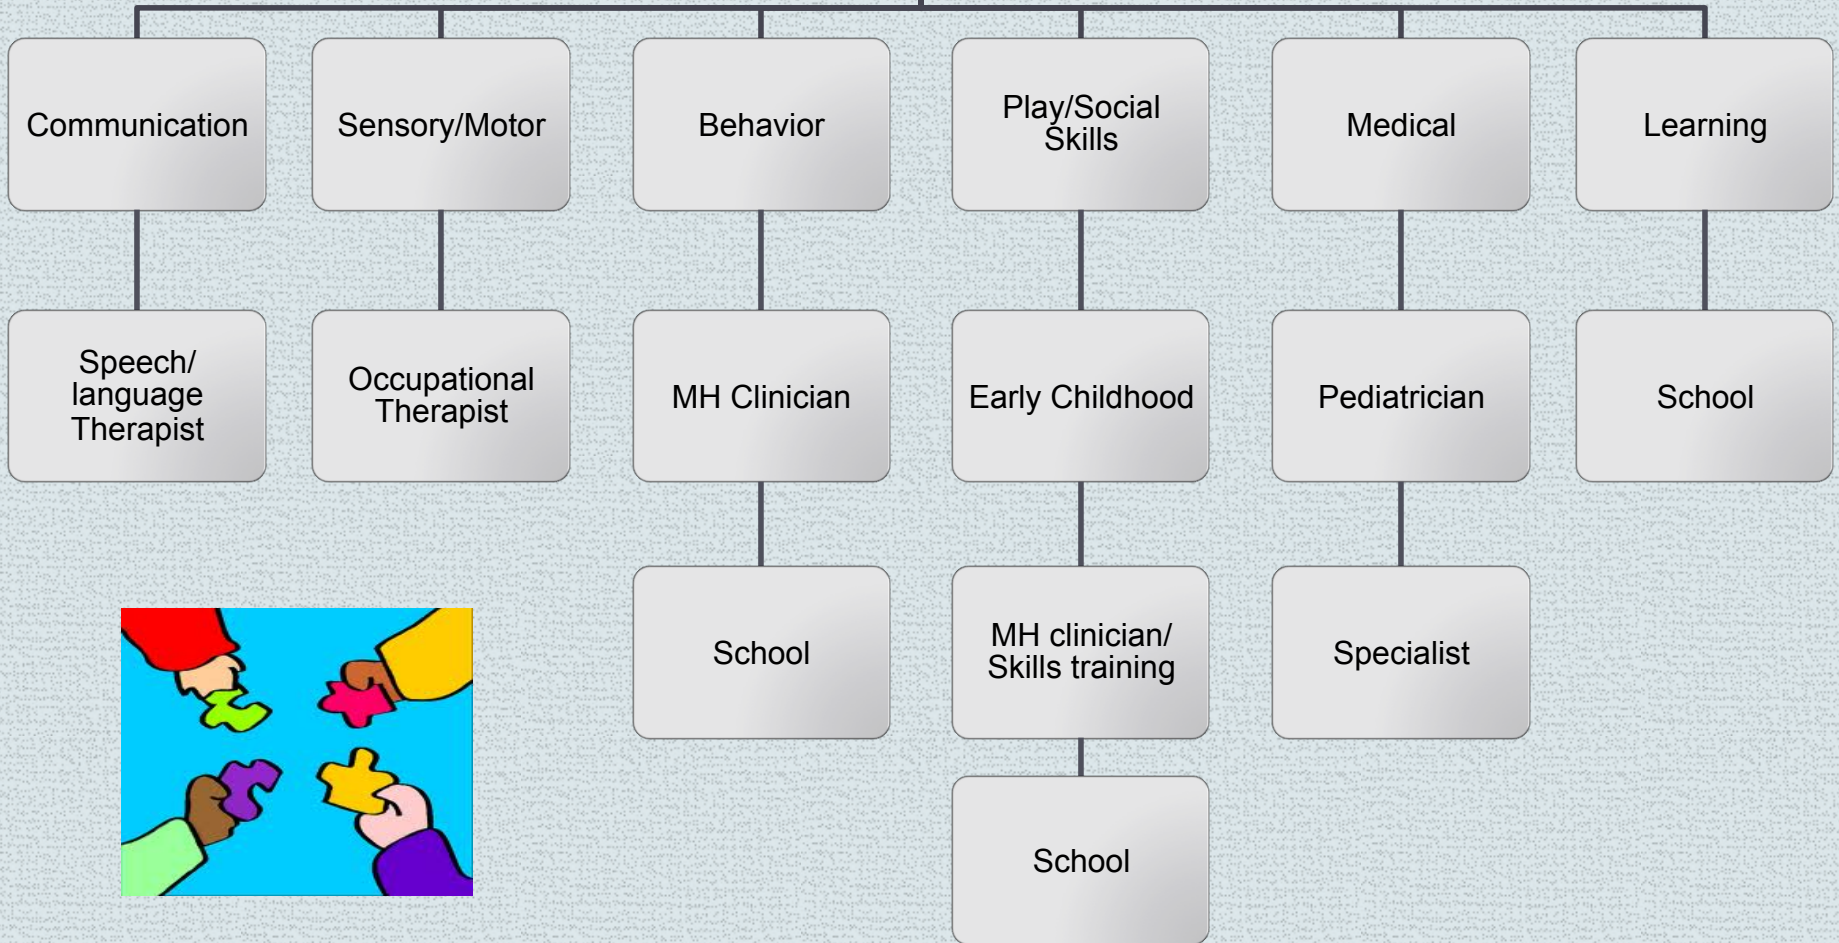 Communication
Sensory/Motor
Behavior
Play/Social
Skills
Medical
Learning
Speech/
language
Therapist
Occupational
Therapist
MH Clinician
Early Childhood
Pediatrician
School
School
MH clinician/
Skills training
Specialist
School